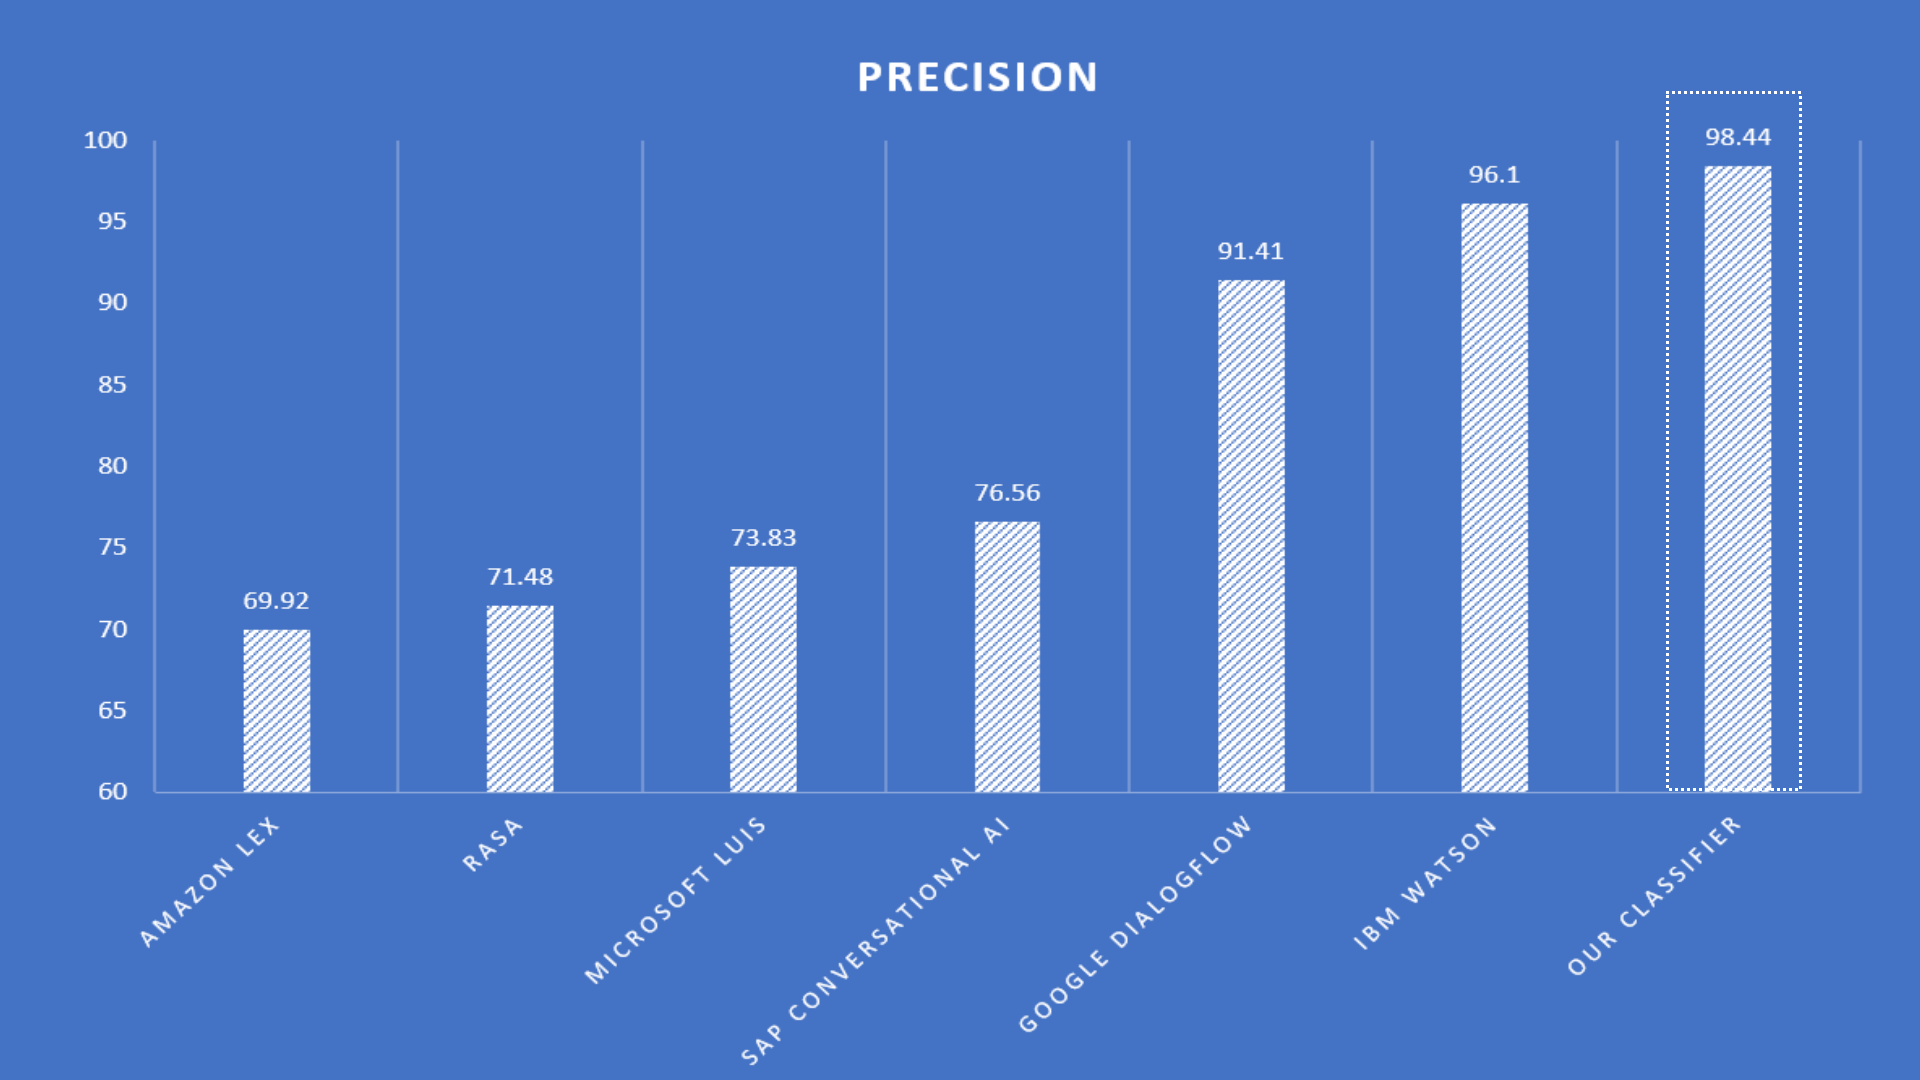 PRECISION
100
95
90
85
80
75
70
65
60
69.92
71.48
73.83
76.56
91.41
96.1
98.44
AMAZON LEX
RASA
MICROSOFT LUIS
SAP CONVERSATIONAL AI
GOOGLE DIALOGFLOW
IBM WATSON
OUR CLASSIFIER